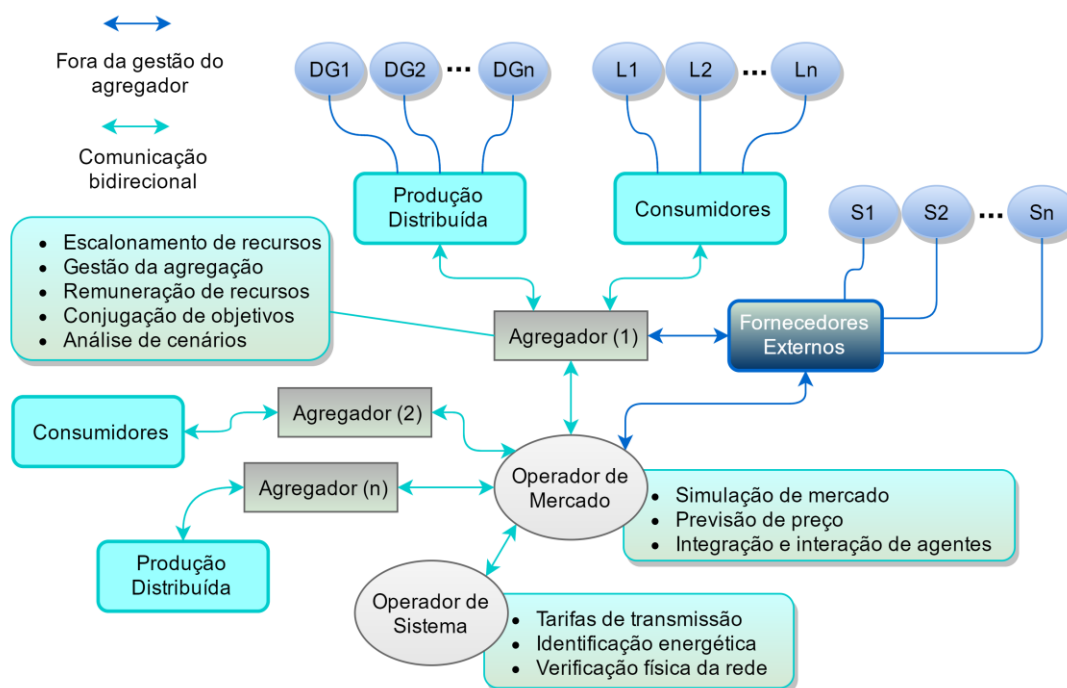 Fora da gestão do
agregador
Comunicação
bidirecional
DG1 DG2 ... DGn
L1 L2 ... Ln
Produção
Distribuída
Consumidores
S1 S2 ... Sn
• Escalonamento de recursos
• Gestão da agregação
• Remuneração de recursos
• Conjugação de objetivos
• Análise de cenários
Agregador (1)
Fornecedores
Externos
Consumidores
Agregador (2)
Agregador (n)
Produção
Distribuída
Operador de
Mercado
• Simulação de mercado
• Previsão de preço
• Integração e interação de agentes
Operador de
Sistema
• Tarifas de transmissão
• Identificação energética
• Verificação física da rede